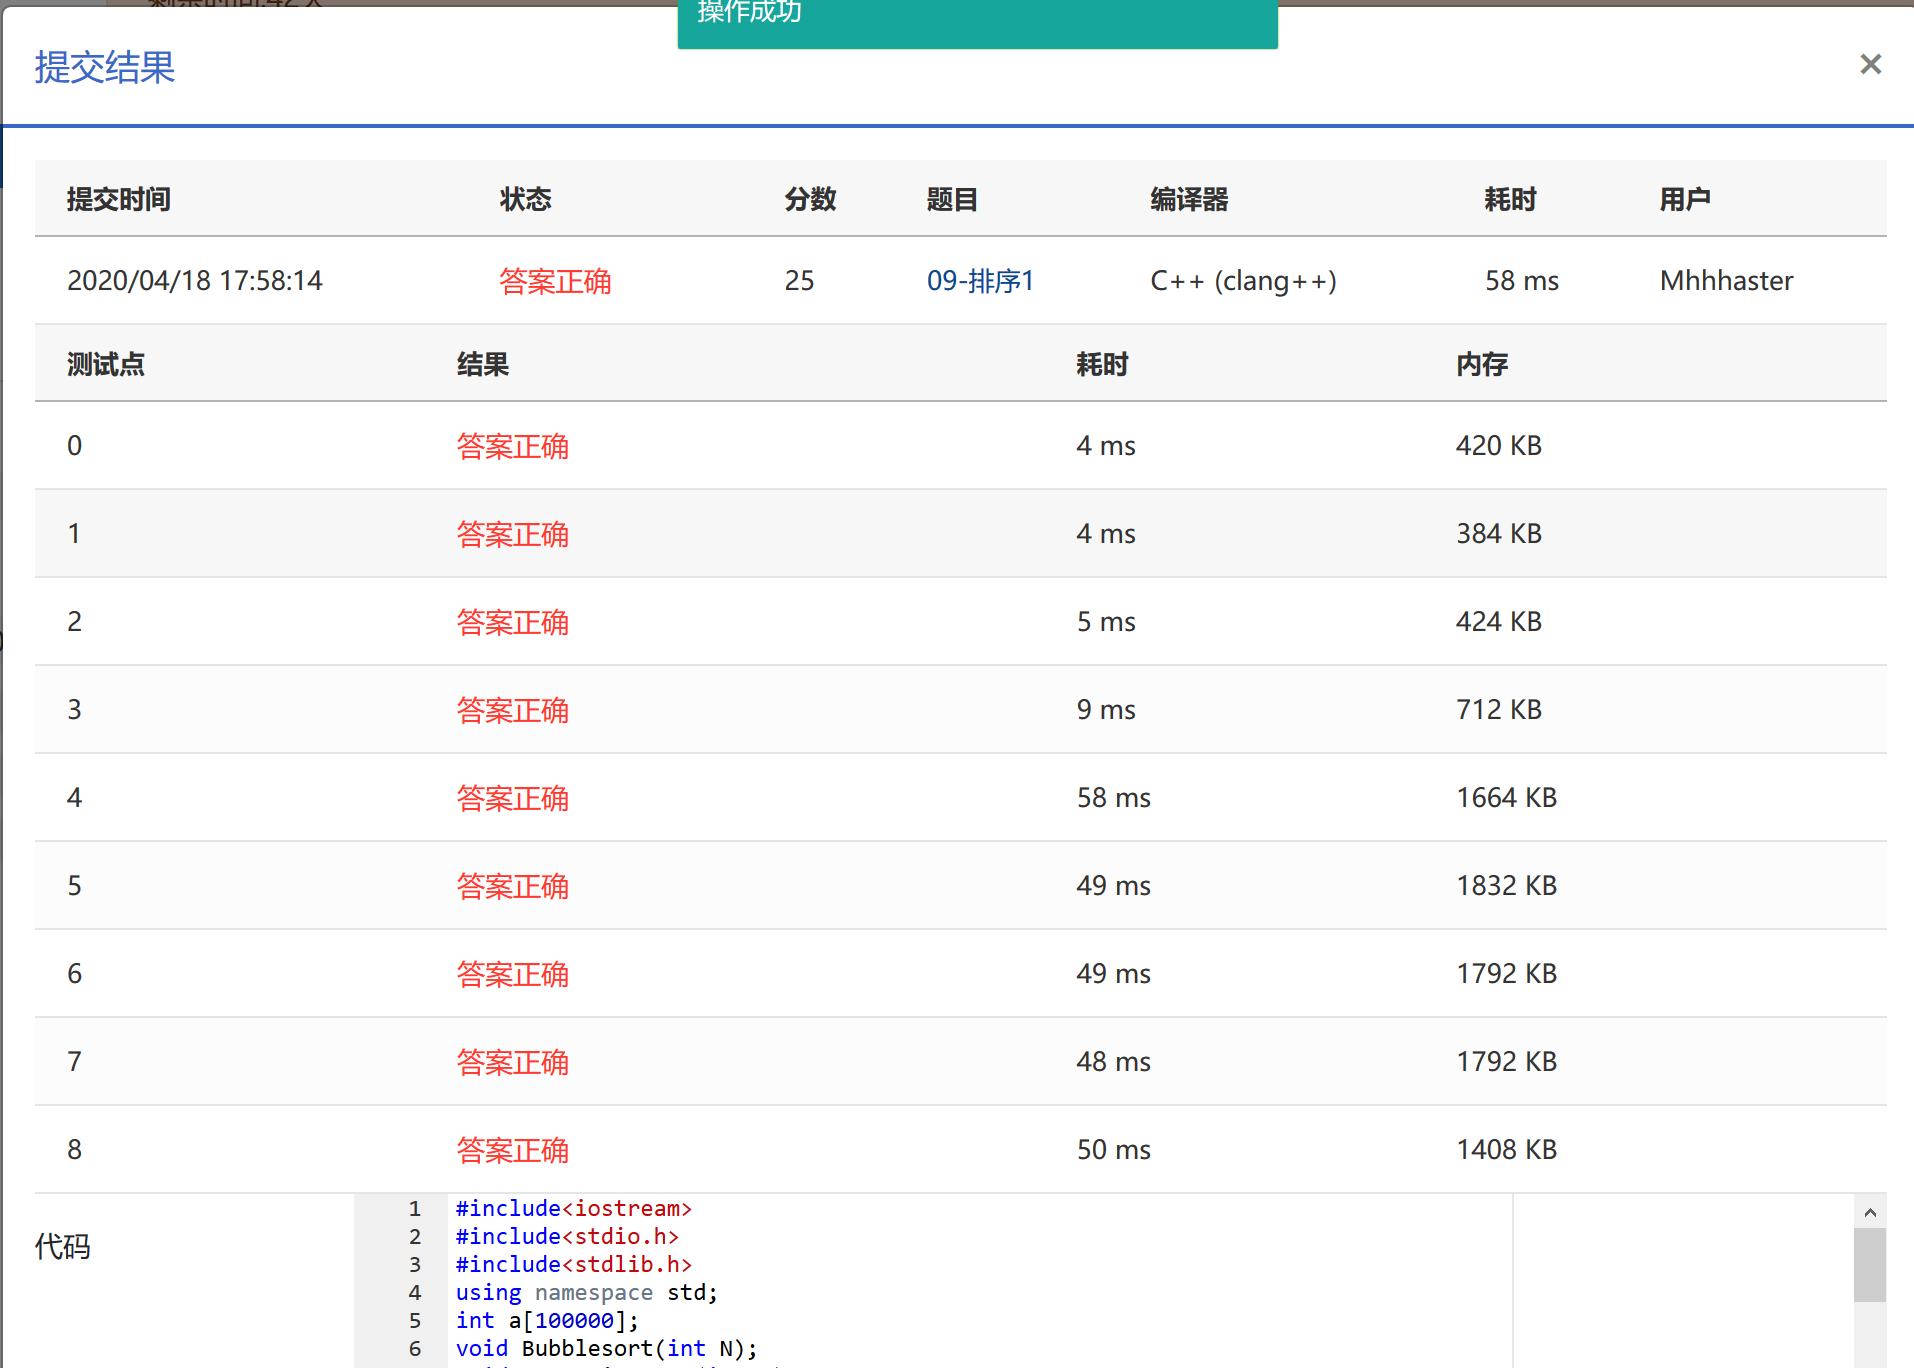 剩余时间:42天
操作成功
提交结果
提交时间 状态 分数 题目 编译器 耗时 用户
2020/04/18 17:58:14 答案正确 25 09-排序1 C++ (clang++) 58 ms Mhhhaster
测试点 结果 耗时 内存
0 答案正确 4 ms 420 KB
1 答案正确 4 ms 384 KB
2 答案正确 5 ms 424 KB
3 答案正确 9 ms 712 KB
4 答案正确 58 ms 1664 KB
5 答案正确 49 ms 1832 KB
6 答案正确 49 ms 1792 KB
7 答案正确 48 ms 1792 KB
8 答案正确 50 ms 1408 KB
代码
1 #include<iostream>
2 #include<stdio.h>
3 #include<stdlib.h>
4 using namespace std;
5 int a[100000];
6 void Bubblesort(int N);